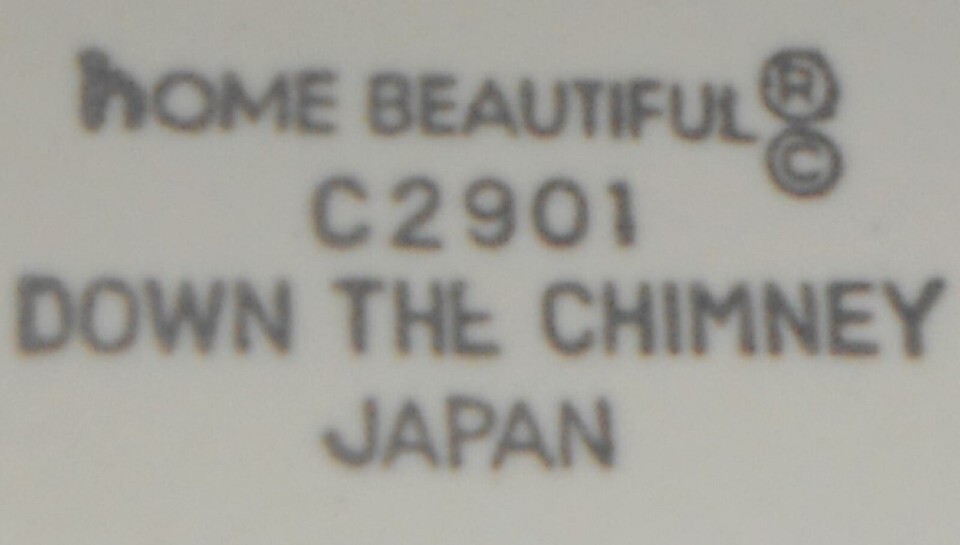 hOME BEAUTIFUL®©
C2901
DOWN THE CHIMNEY
JAPAN